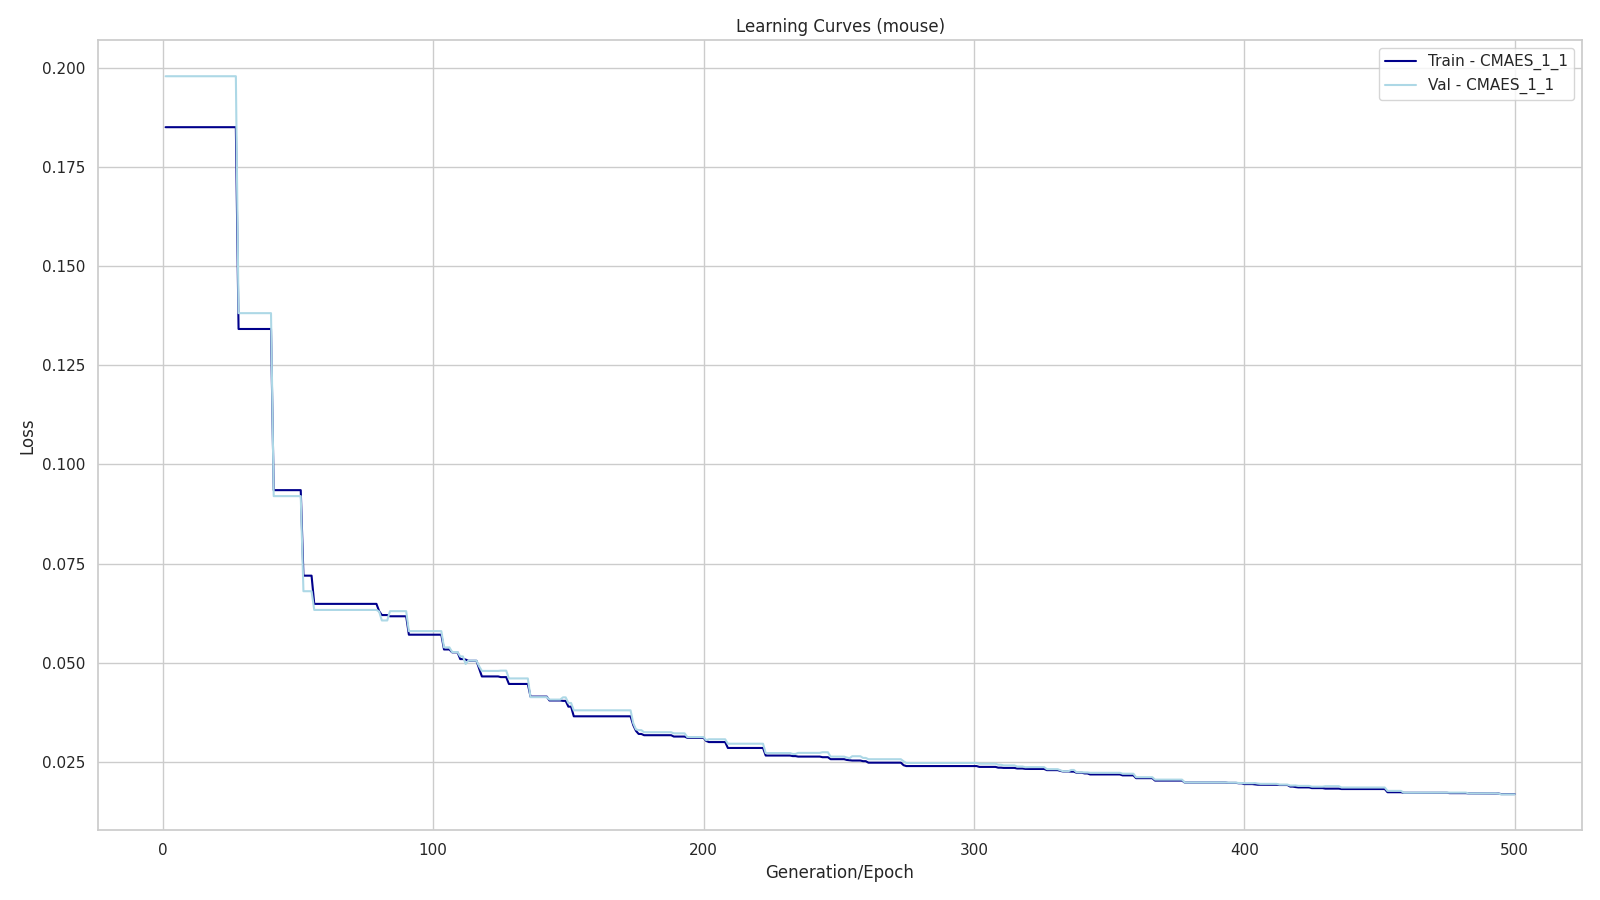 Learning Curves (mouse)
Train - CMAES_1_1
Val - CMAES_1_1
Loss
0.200
0.175
0.150
0.125
0.100
0.075
0.050
0.025
0
100
200
300
400
500
Generation/Epoch